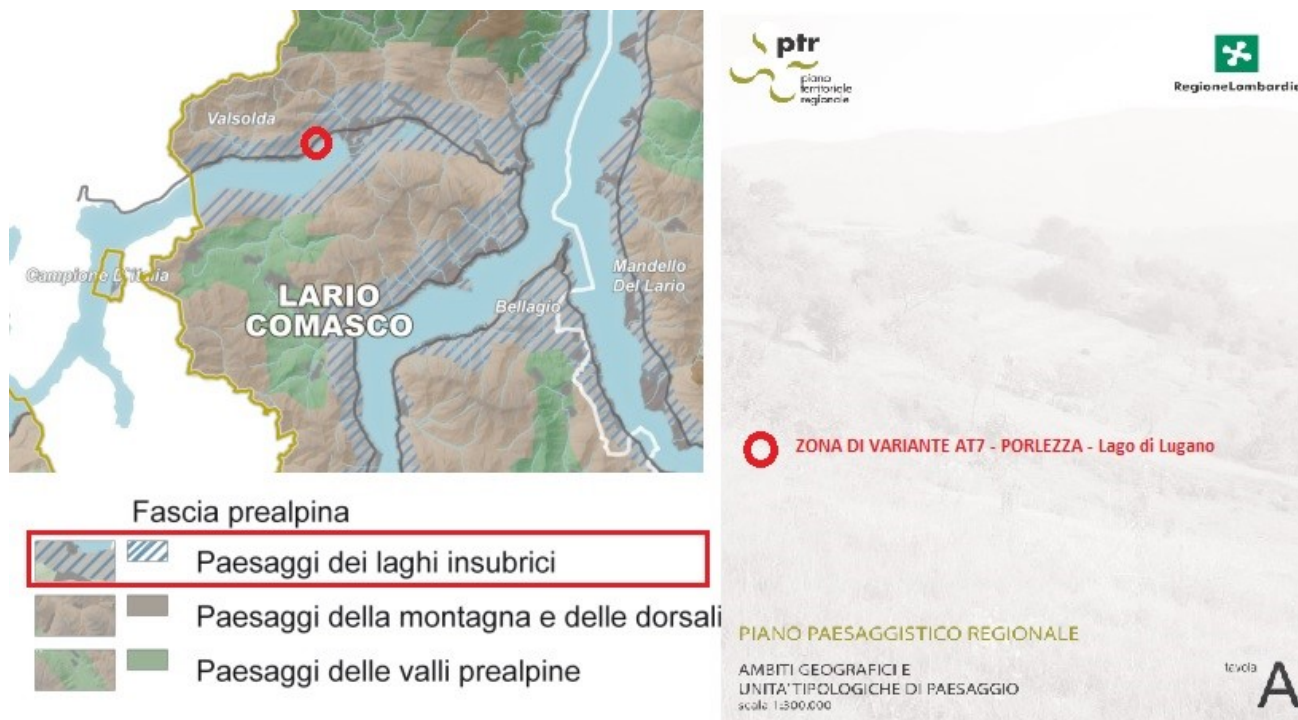 Valsolda
Campione D'Italia
LARIO
COMASCO
Bellagio
Mandello
Del Lario
Fascia prealpina
Paesaggi dei laghi insubrici
Paesaggi della montagna e delle dorsali
Paesaggi delle valli prealpine
ptr
piano
territoriale
regionale
RegioneLombardia
ZONA DI VARIANTE AT7 - PORLEZZA - Lago di Lugano
PIANO PAESAGGISTICO REGIONALE
AMBITI GEOGRAFICI E
UNITA' TIPOLOGICHE DI PAESAGGIO
scala 1:300.000
tavola A